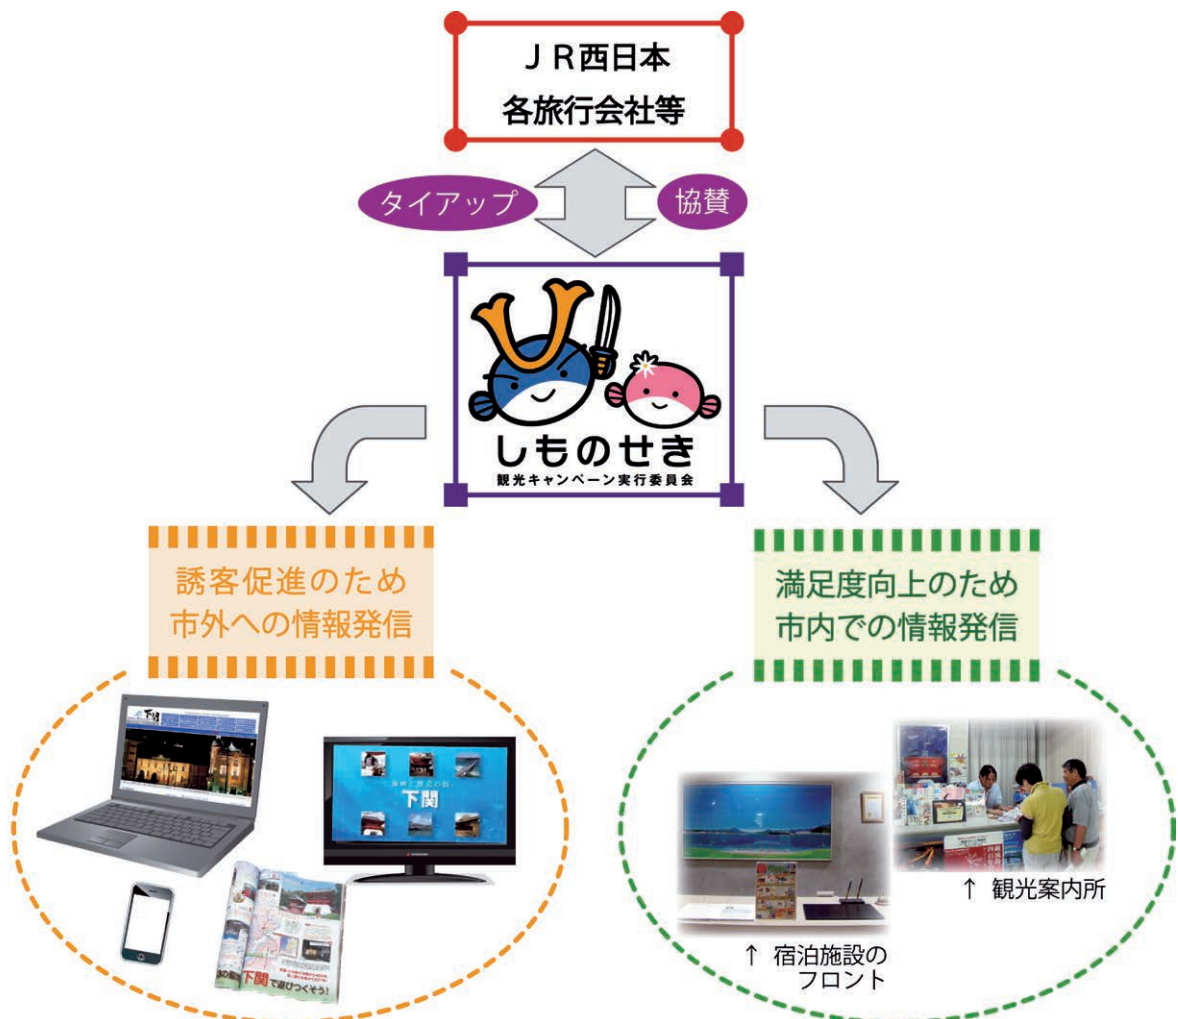 ＪＲ西日本
各旅行会社等
タイアップ
協賛
しものせき
観光キャンペーン実行委員会
誘客促進のため
市外への情報発信
満足度向上のため
市内での情報発信
下関
下関
下関で遊びつくそう！
↑ 観光案内所
↑ 宿泊施設の
フロント